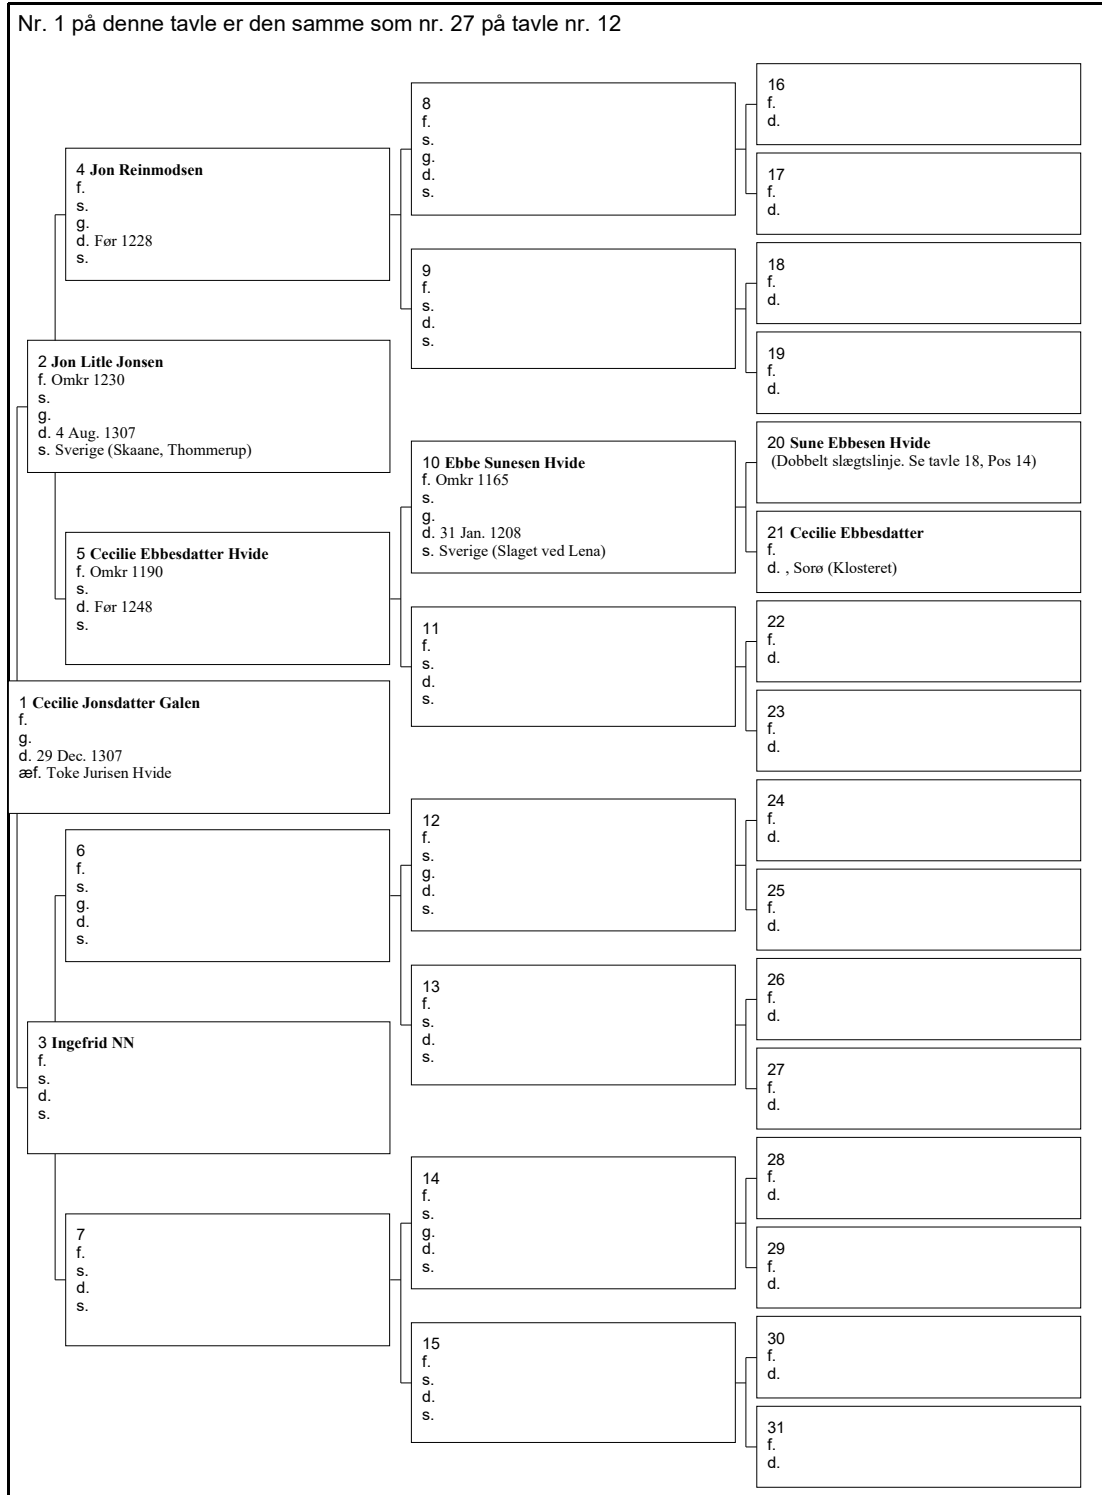 Nr. 1 på denne tavle er den samme som nr. 27 på tavle nr. 12
1 Cecilie Jonsdatter Galen
f.
g.
d. 29 Dec. 1307
æf. Toke Jurisen Hvide
2 Jon Litle Jonsen
f. Omkr 1230
s.
g.
d. 4 Aug. 1307
s. Sverige (Skaane, Thommerup)
3 Ingefrid NN
f.
s.
d.
s.
4 Jon Reinmodsen
f.
s.
g.
d. Før 1228
s.
5 Cecilie Ebbesdatter Hvide
f. Omkr 1190
s.
d. Før 1248
s.
6
f.
s.
g.
d.
s.
7
f.
s.
d.
s.
8
f.
s.
g.
d.
s.
9
f.
s.
d.
s.
10 Ebbe Sunesen Hvide
f. Omkr 1165
s.
g.
d. 31 Jan. 1208
s. Sverige (Slaget ved Lena)
11
f.
s.
d.
s.
12
f.
s.
g.
d.
s.
13
f.
s.
d.
s.
14
f.
s.
g.
d.
s.
15
f.
s.
d.
s.
16
f.
d.
17
f.
d.
18
f.
d.
19
f.
d.
20 Sune Ebbesen Hvide
(Dobbelt slægtslinje. Se tavle 18, Pos 14)
21 Cecilie Ebbesdatter
f.
d. , Sorø (Klosteret)
22
f.
d.
23
f.
d.
24
f.
d.
25
f.
d.
26
f.
d.
27
f.
d.
28
f.
d.
29
f.
d.
30
f.
d.
31
f.
d.